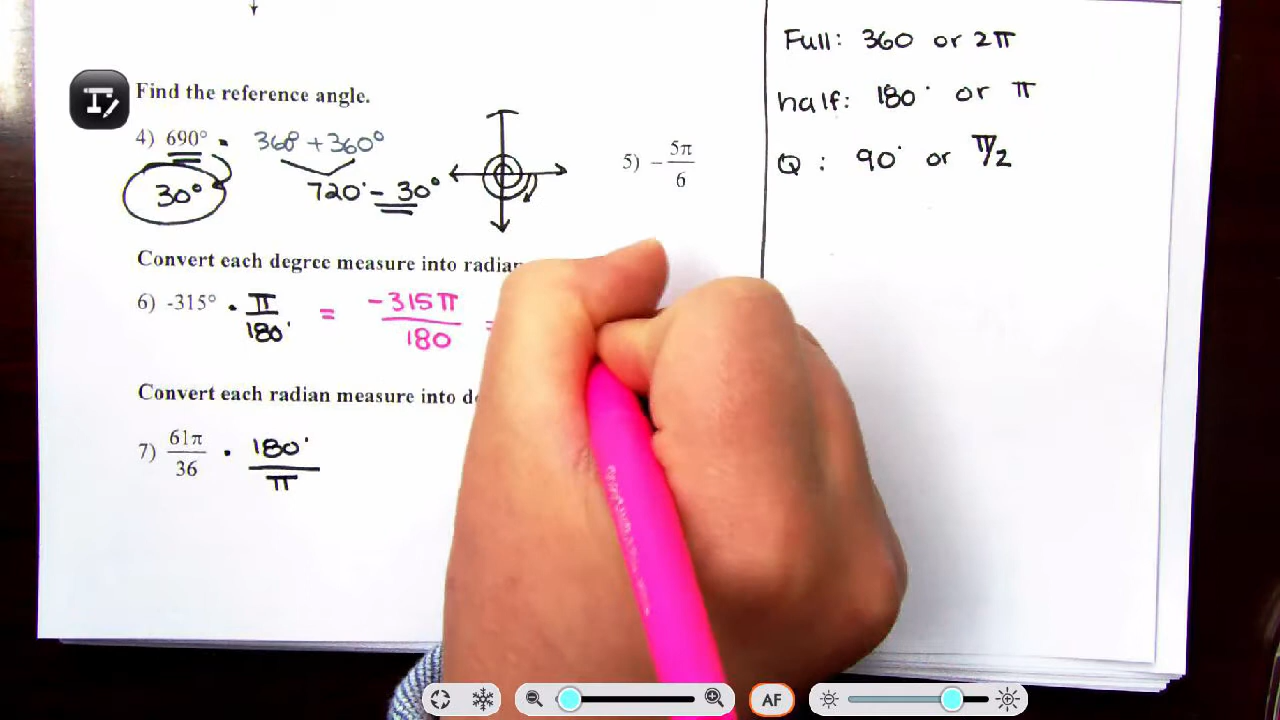 Find the reference angle.
4) 690° 360° + 360°
30° 720° - 30°
5) -5π/6
Convert each degree measure into radian
6) -315° · π/180° = -315π/180 =
Convert each radian measure into d
7) 61π/36 · 180°/π
Full: 360 or 2π
half: 180° or π
Q: 90° or π/2
AF